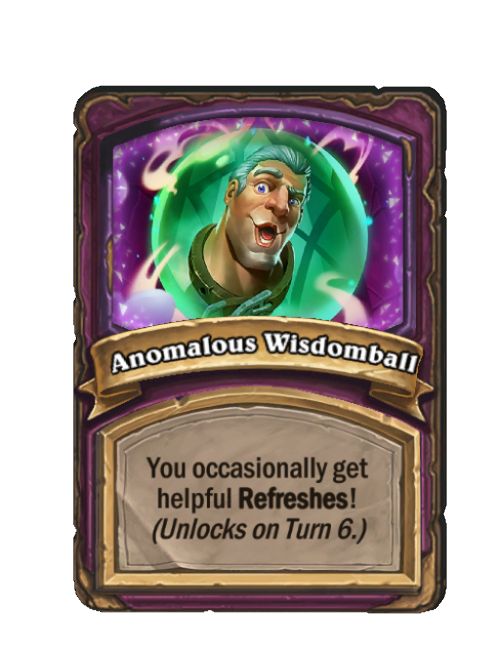 Anomalous Wisdomball
You occasionally get
helpful Refreshes!
(Unlocks on Turn 6.)